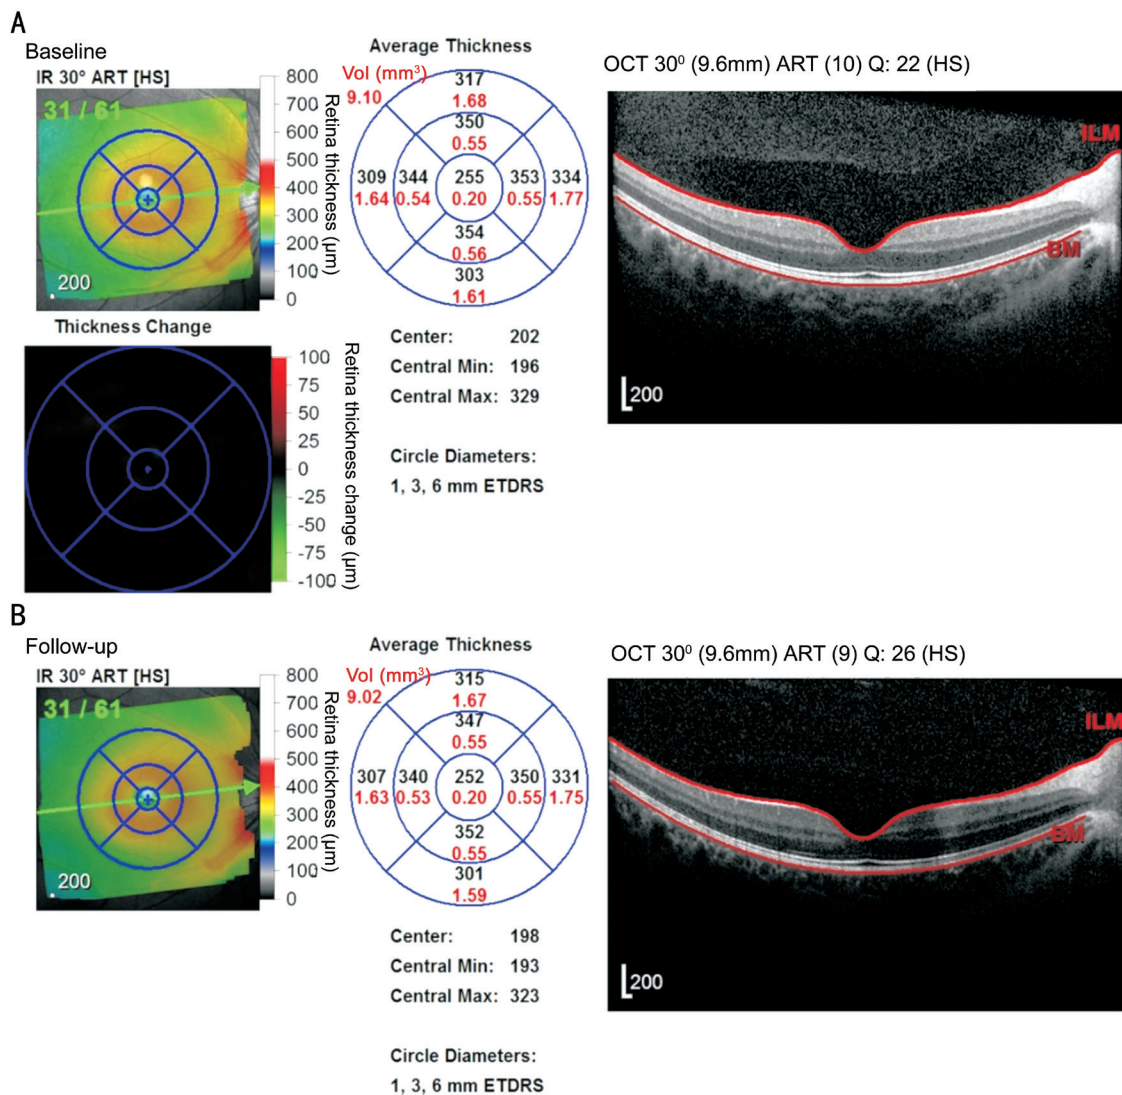 A
Baseline
IR 30° ART [HS]
31 / 61
200
800
700
600
500
400
300
200
100
0
Retina thickness (µm)
Average Thickness
Vol (mm³)
9.10
317
1.68
350
0.55
309 344 255 353 334
1.64 0.54 0.20 0.55 1.77
354
0.56
303
1.61
Center: 202
Central Min: 196
Central Max: 329
Circle Diameters:
1, 3, 6 mm ETDRS
OCT 30⁰ (9.6mm) ART (10) Q: 22 (HS)
ILM
BM
200
Thickness Change
100
75
50
25
0
-25
-50
-75
-100
Retina thickness change (µm)
B
Follow-up
IR 30° ART [HS]
31 / 61
200
800
700
600
500
400
300
200
100
0
Retina thickness (µm)
Average Thickness
Vol (mm³)
9.02
315
1.67
347
0.55
307 340 252 350 331
1.63 0.53 0.20 0.55 1.75
352
0.55
301
1.59
Center: 198
Central Min: 193
Central Max: 323
Circle Diameters:
1, 3, 6 mm ETDRS
OCT 30⁰ (9.6mm) ART (9) Q: 26 (HS)
ILM
BM
200